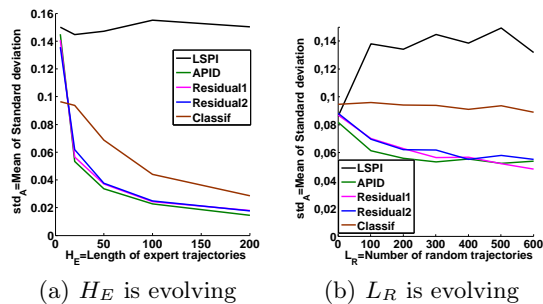 0.16
0.14
0.12
0.1
0.08
0.06
0.04
0.02
0
0
50
100
150
200
std_A=Mean of Standard deviation
H_E=Length of expert trajectories
LSPI
APID
Residual1
Residual2
Classif
(a) H_E is evolving
0,14
0,12
0,1
0,08
0,06
0,04
0,02
0
0
100
200
300
400
500
600
std_A=Mean of Standard deviation
L_R=Number of random trajectories
LSPI
APID
Residual1
Residual2
Classif
(b) L_R is evolving